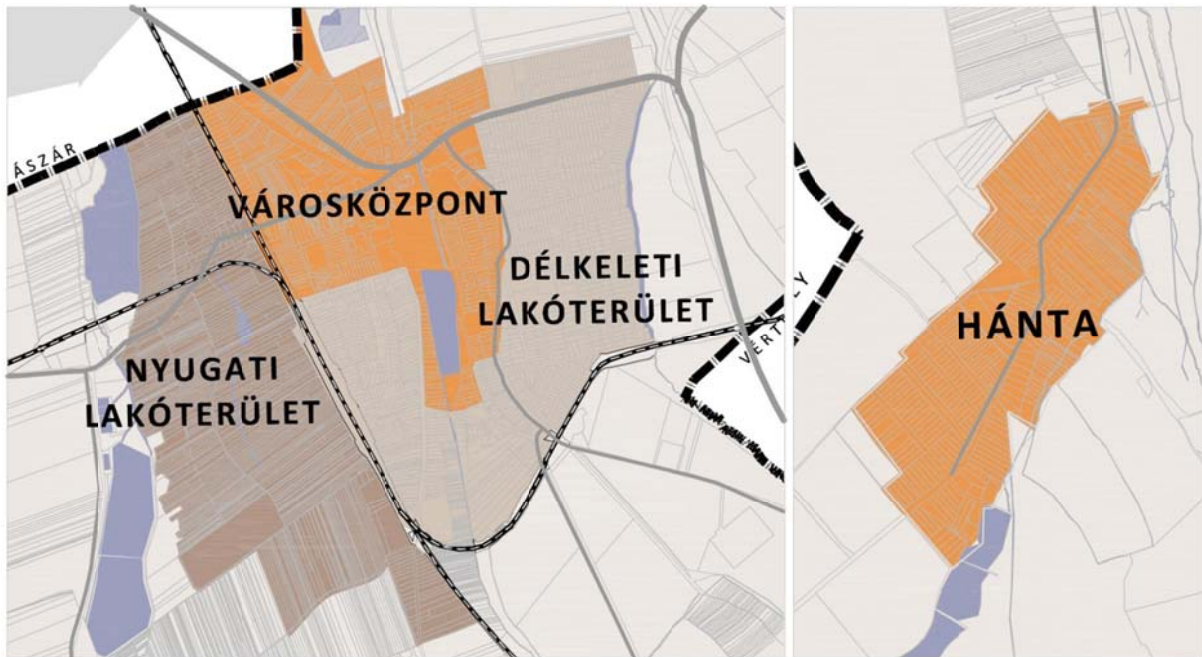 ÁSZÁR
VÁROSKÖZPONT
DÉLKELETI
LAKÓTERÜLET
NYUGATI
LAKÓTERÜLET
HÁNTA